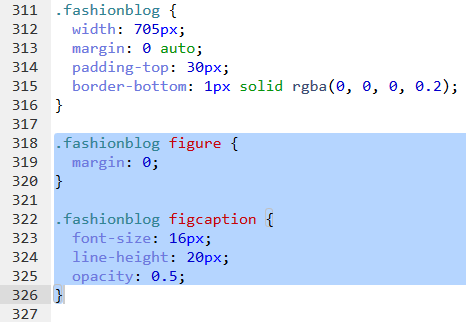 311 .fashionblog {
312 width: 705px;
313 margin: 0 auto;
314 padding-top: 30px;
315 border-bottom: 1px solid rgba(0, 0, 0, 0.2);
316 }
317
318 .fashionblog figure {
319 margin: 0;
320 }
321
322 .fashionblog figcaption {
323 font-size: 16px;
324 line-height: 20px;
325 opacity: 0.5;
326 }
327